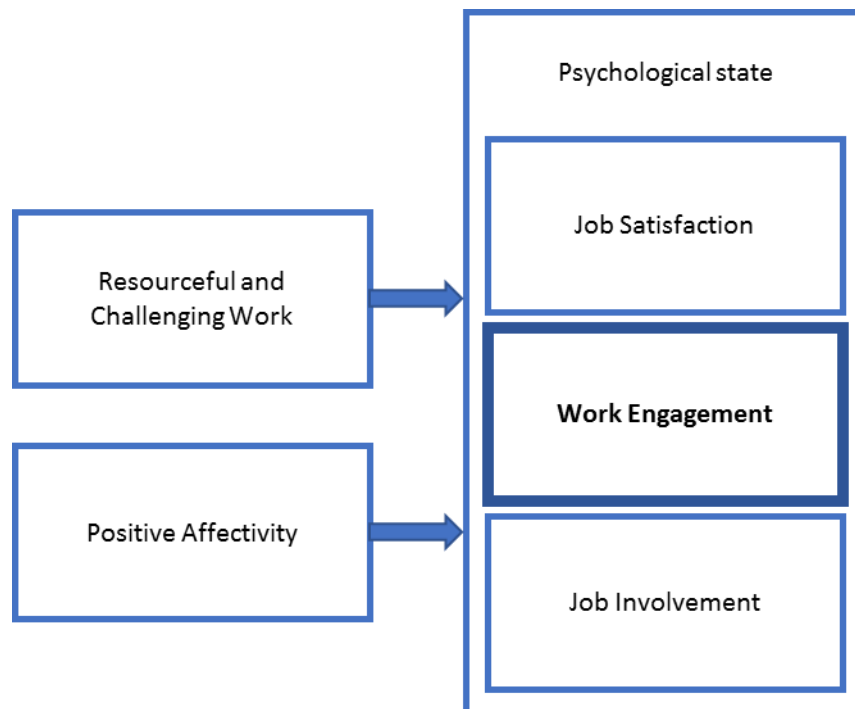 Psychological state
Job Satisfaction
Resourceful and
Challenging Work
Work Engagement
Positive Affectivity
Job Involvement